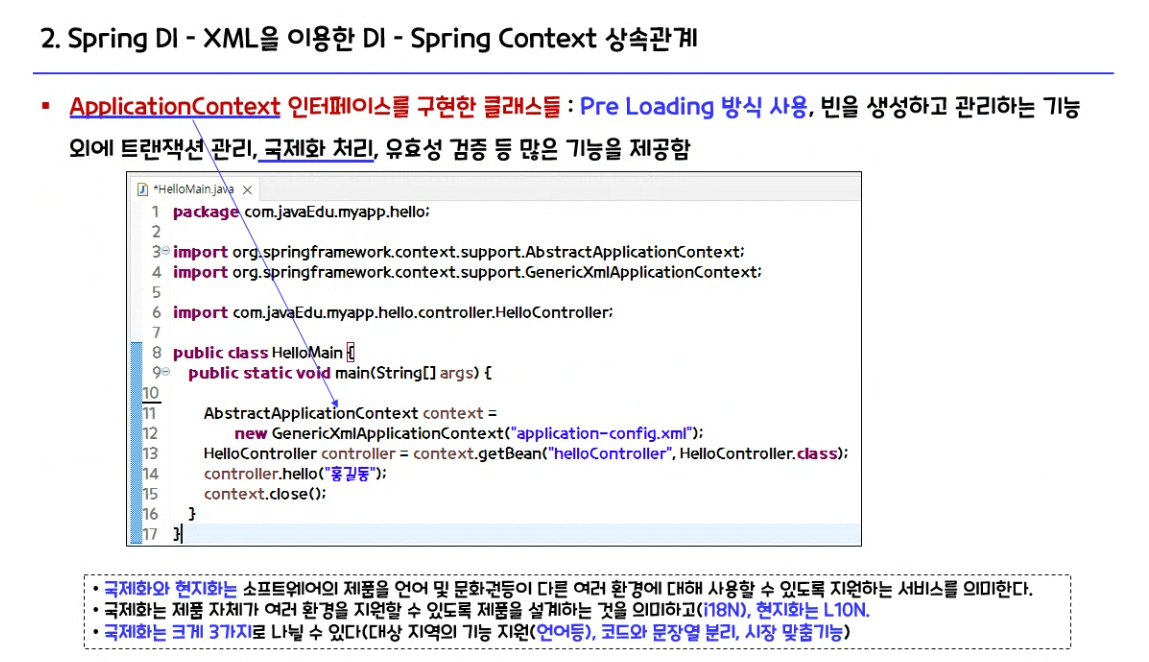 2. Spring DI - XML을 이용한 DI - Spring Context 상속관계
▪ ApplicationContext 인터페이스를 구현한 클래스들 : Pre Loading 방식 사용, 빈을 생성하고 관리하는 기능
외에 트랜잭션 관리, 국제화 처리, 유효성 검증 등 많은 기능을 제공함
*HelloMain.java
1 package com.javaEdu.myapp.hello;
2
3 import org.springframework.context.support.AbstractApplicationContext;
4 import org.springframework.context.support.GenericXmlApplicationContext;
5
6 import com.javaEdu.myapp.hello.controller.HelloController;
7
8 public class HelloMain {
9 public static void main(String[] args) {
10
11 AbstractApplicationContext context =
12 new GenericXmlApplicationContext("application-config.xml");
13 HelloController controller = context.getBean("helloController", HelloController.class);
14 controller.hello("홍길동");
15 context.close();
16 }
17 }
• 국제화와 현지화는 소프트웨어의 제품을 언어 및 문화권등이 다른 여러 환경에 대해 사용할 수 있도록 지원하는 서비스를 의미한다.
• 국제화는 제품 자체가 여러 환경을 지원할 수 있도록 제품을 설계하는 것을 의미하고(i18N), 현지화는 L10N.
• 국제화는 크게 3가지로 나뉠 수 있다(대상 지역의 기능 지원(언어등), 코드와 문장열 분리, 시장 맞춤기능)